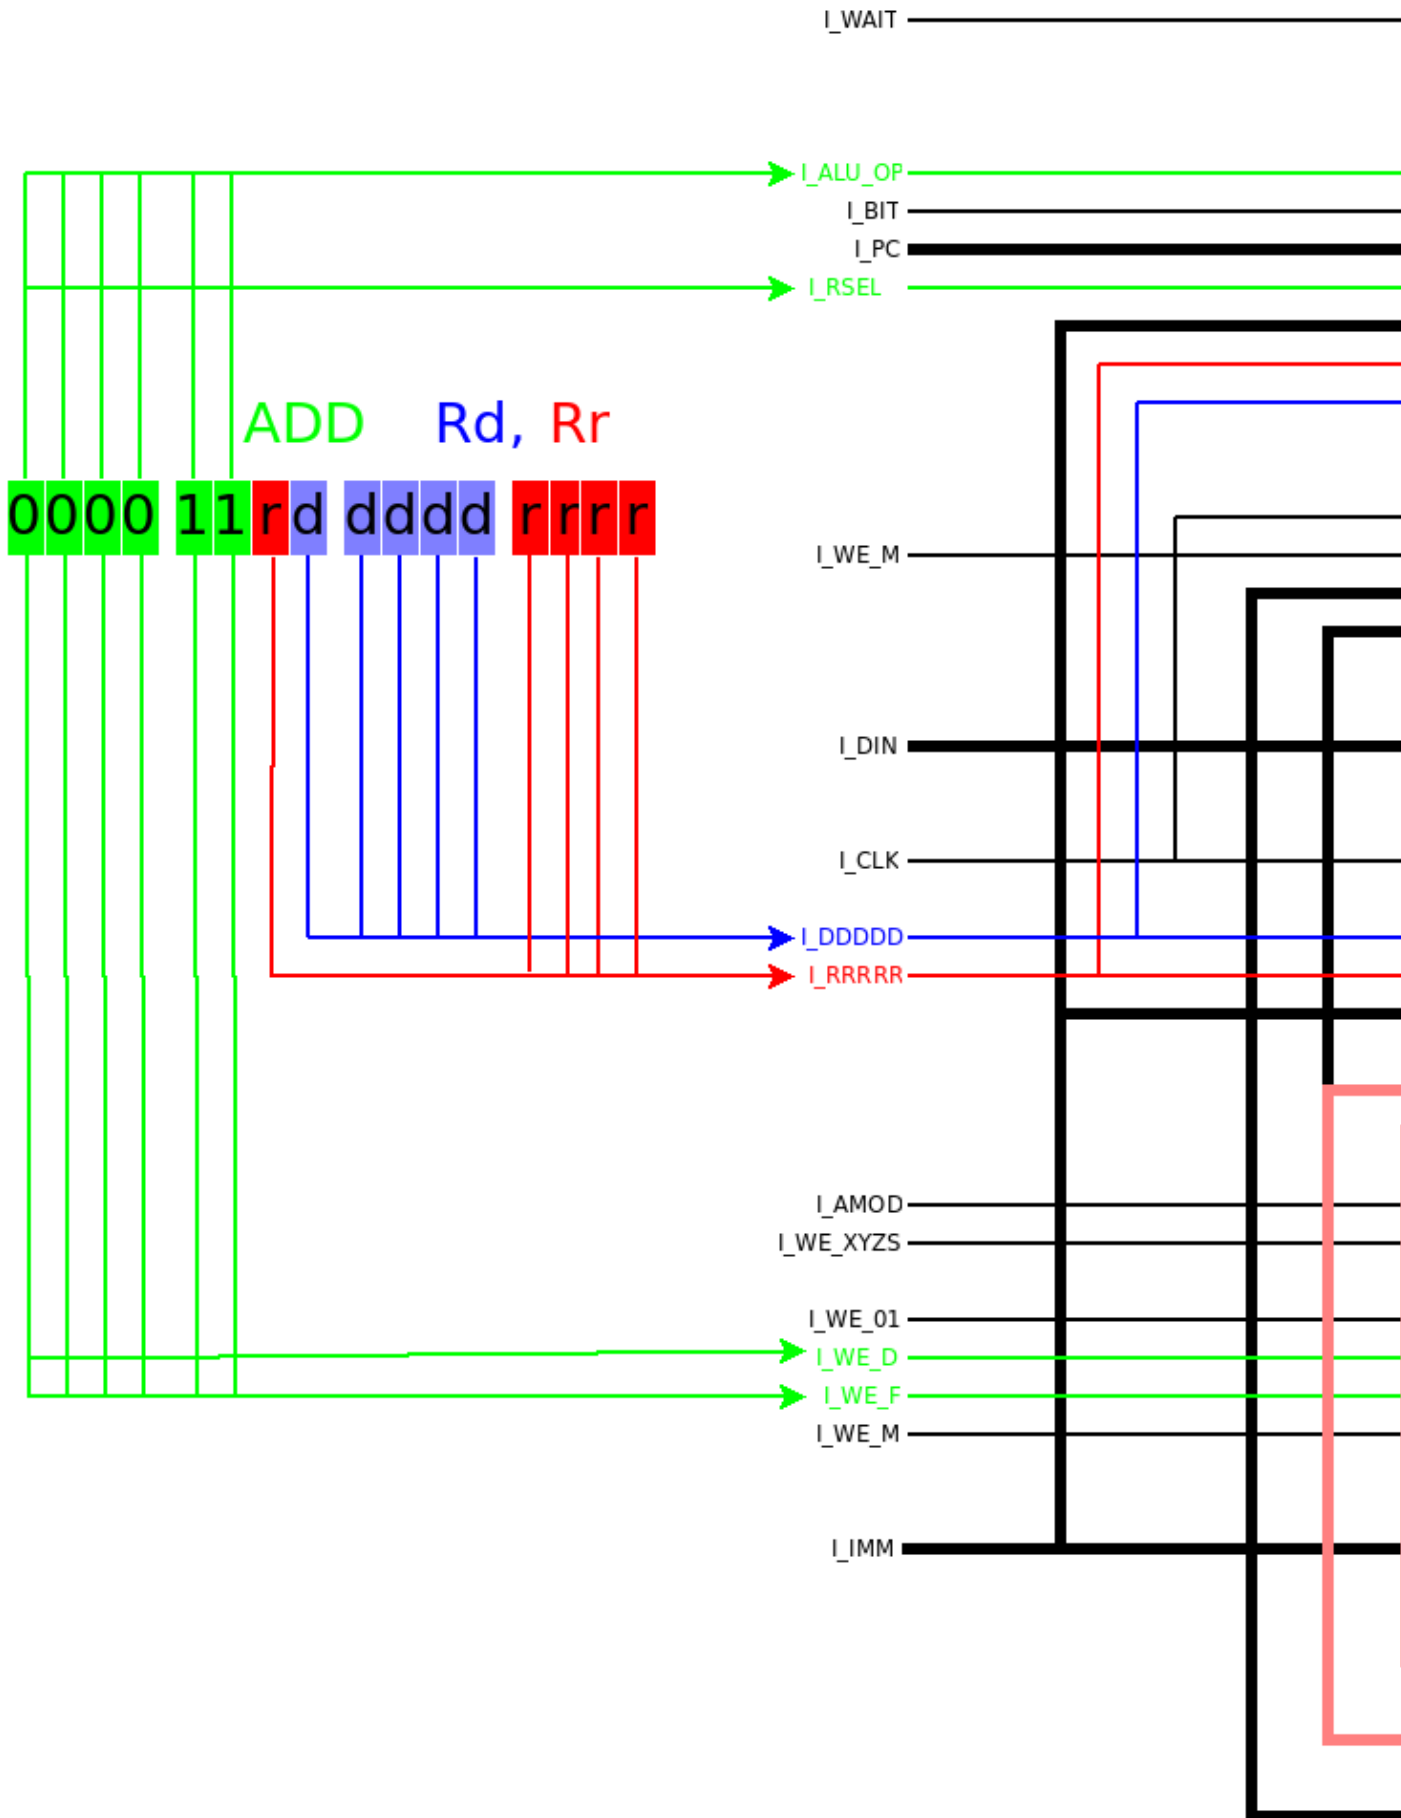 I_WAIT
I_ALU_OP
I_BIT
I_PC
I_RSEL
ADD Rd, Rr
0000 11rd dddd rrrr
I_WE_M
I_DIN
I_CLK
I_DDDDD
I_RRRRR
I_AMOD
I_WE_XYZS
I_WE_01
I_WE_D
I_WE_F
I_WE_M
I_IMM